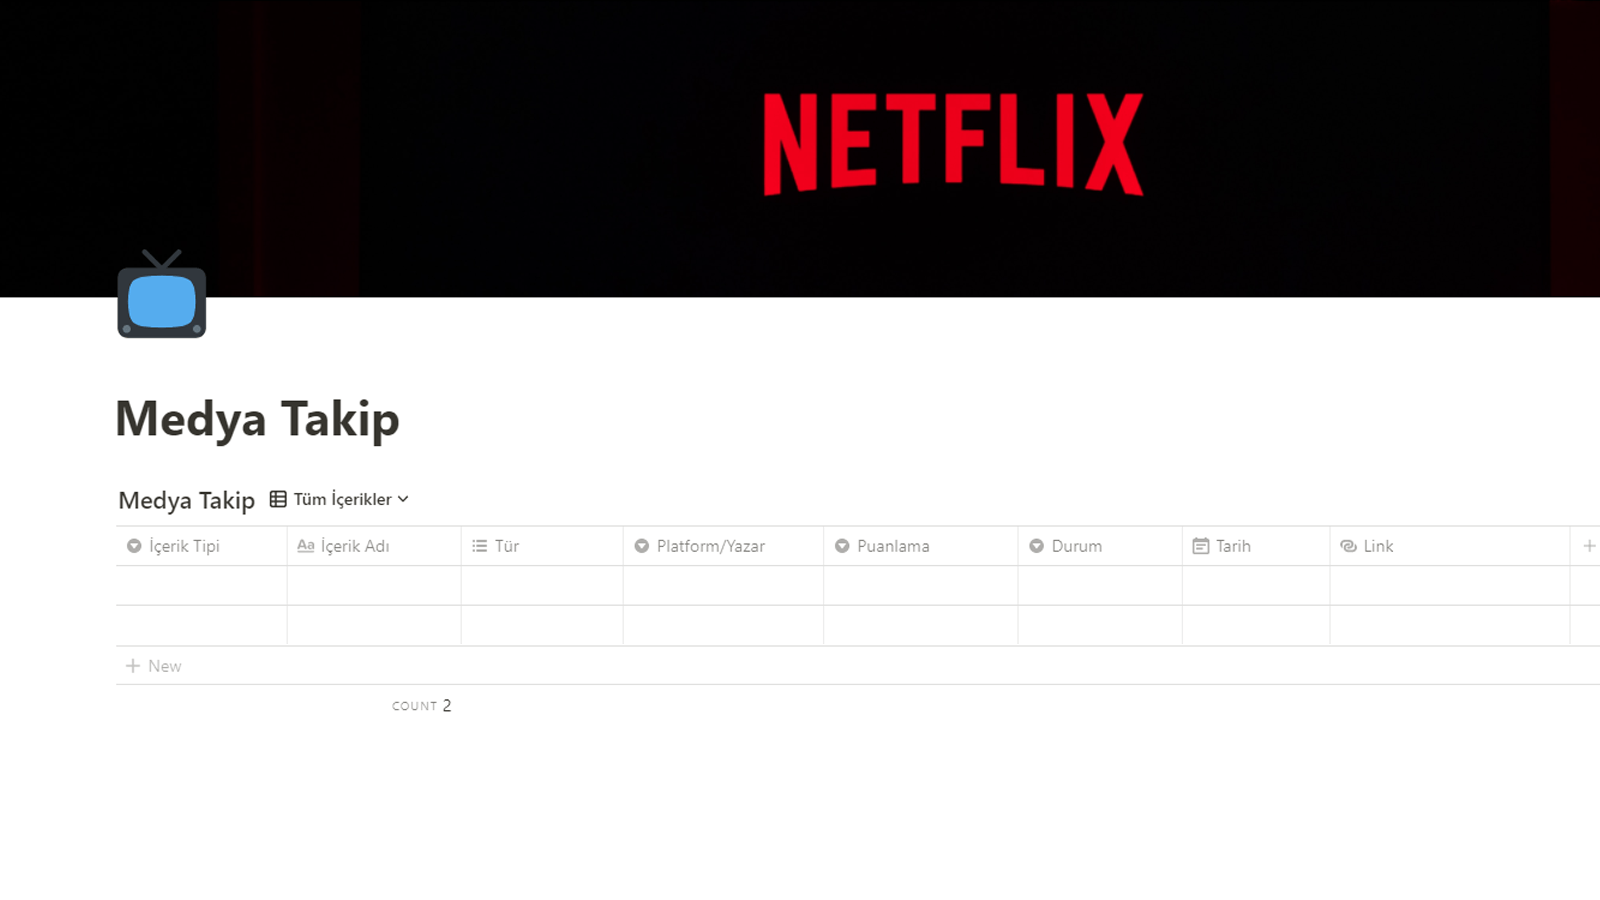 NETFLIX
Medya Takip
Medya Takip Tüm İçerikler
İçerik Tipi Aa İçerik Adı Tür Platform/Yazar Puanlama Durum Tarih Link +
+ New
COUNT 2